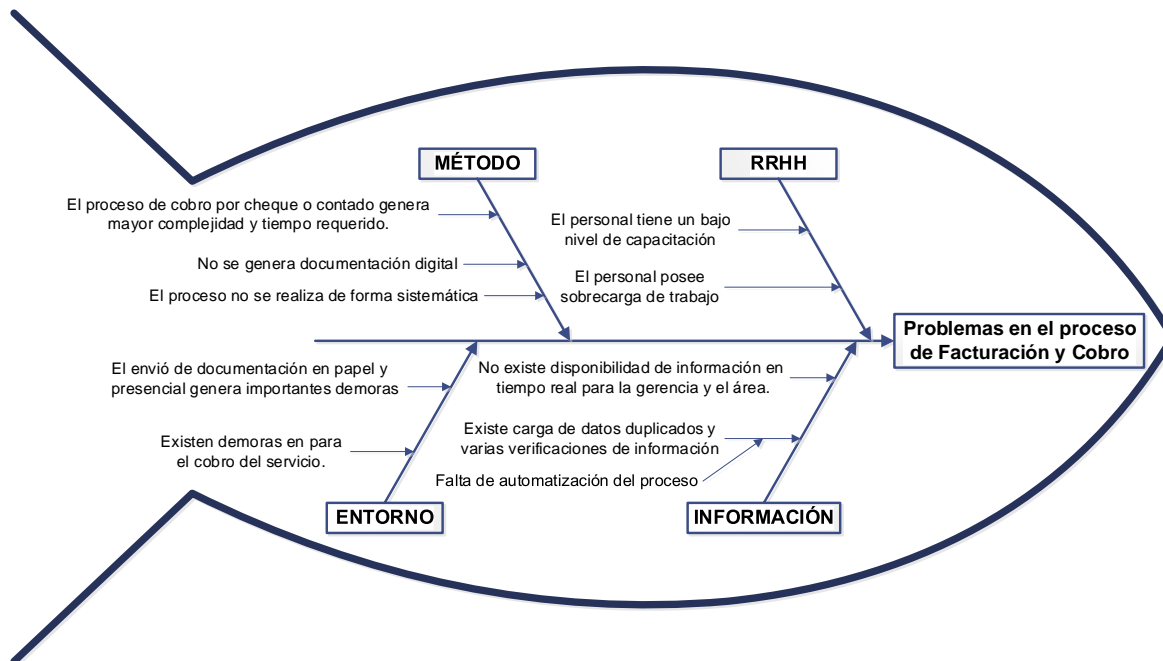 MÉTODO
RRHH
El proceso de cobro por cheque o contado genera
mayor complejidad y tiempo requerido.
No se genera documentación digital
El proceso no se realiza de forma sistemática
El personal tiene un bajo
nivel de capacitación
El personal posee
sobrecarga de trabajo
Problemas en el proceso
de Facturación y Cobro
El envió de documentación en papel y
presencial genera importantes demoras
Existen demoras en para
el cobro del servicio.
No existe disponibilidad de información en
tiempo real para la gerencia y el área.
Existe carga de datos duplicados y
varias verificaciones de información
Falta de automatización del proceso
ENTORNO
INFORMACIÓN